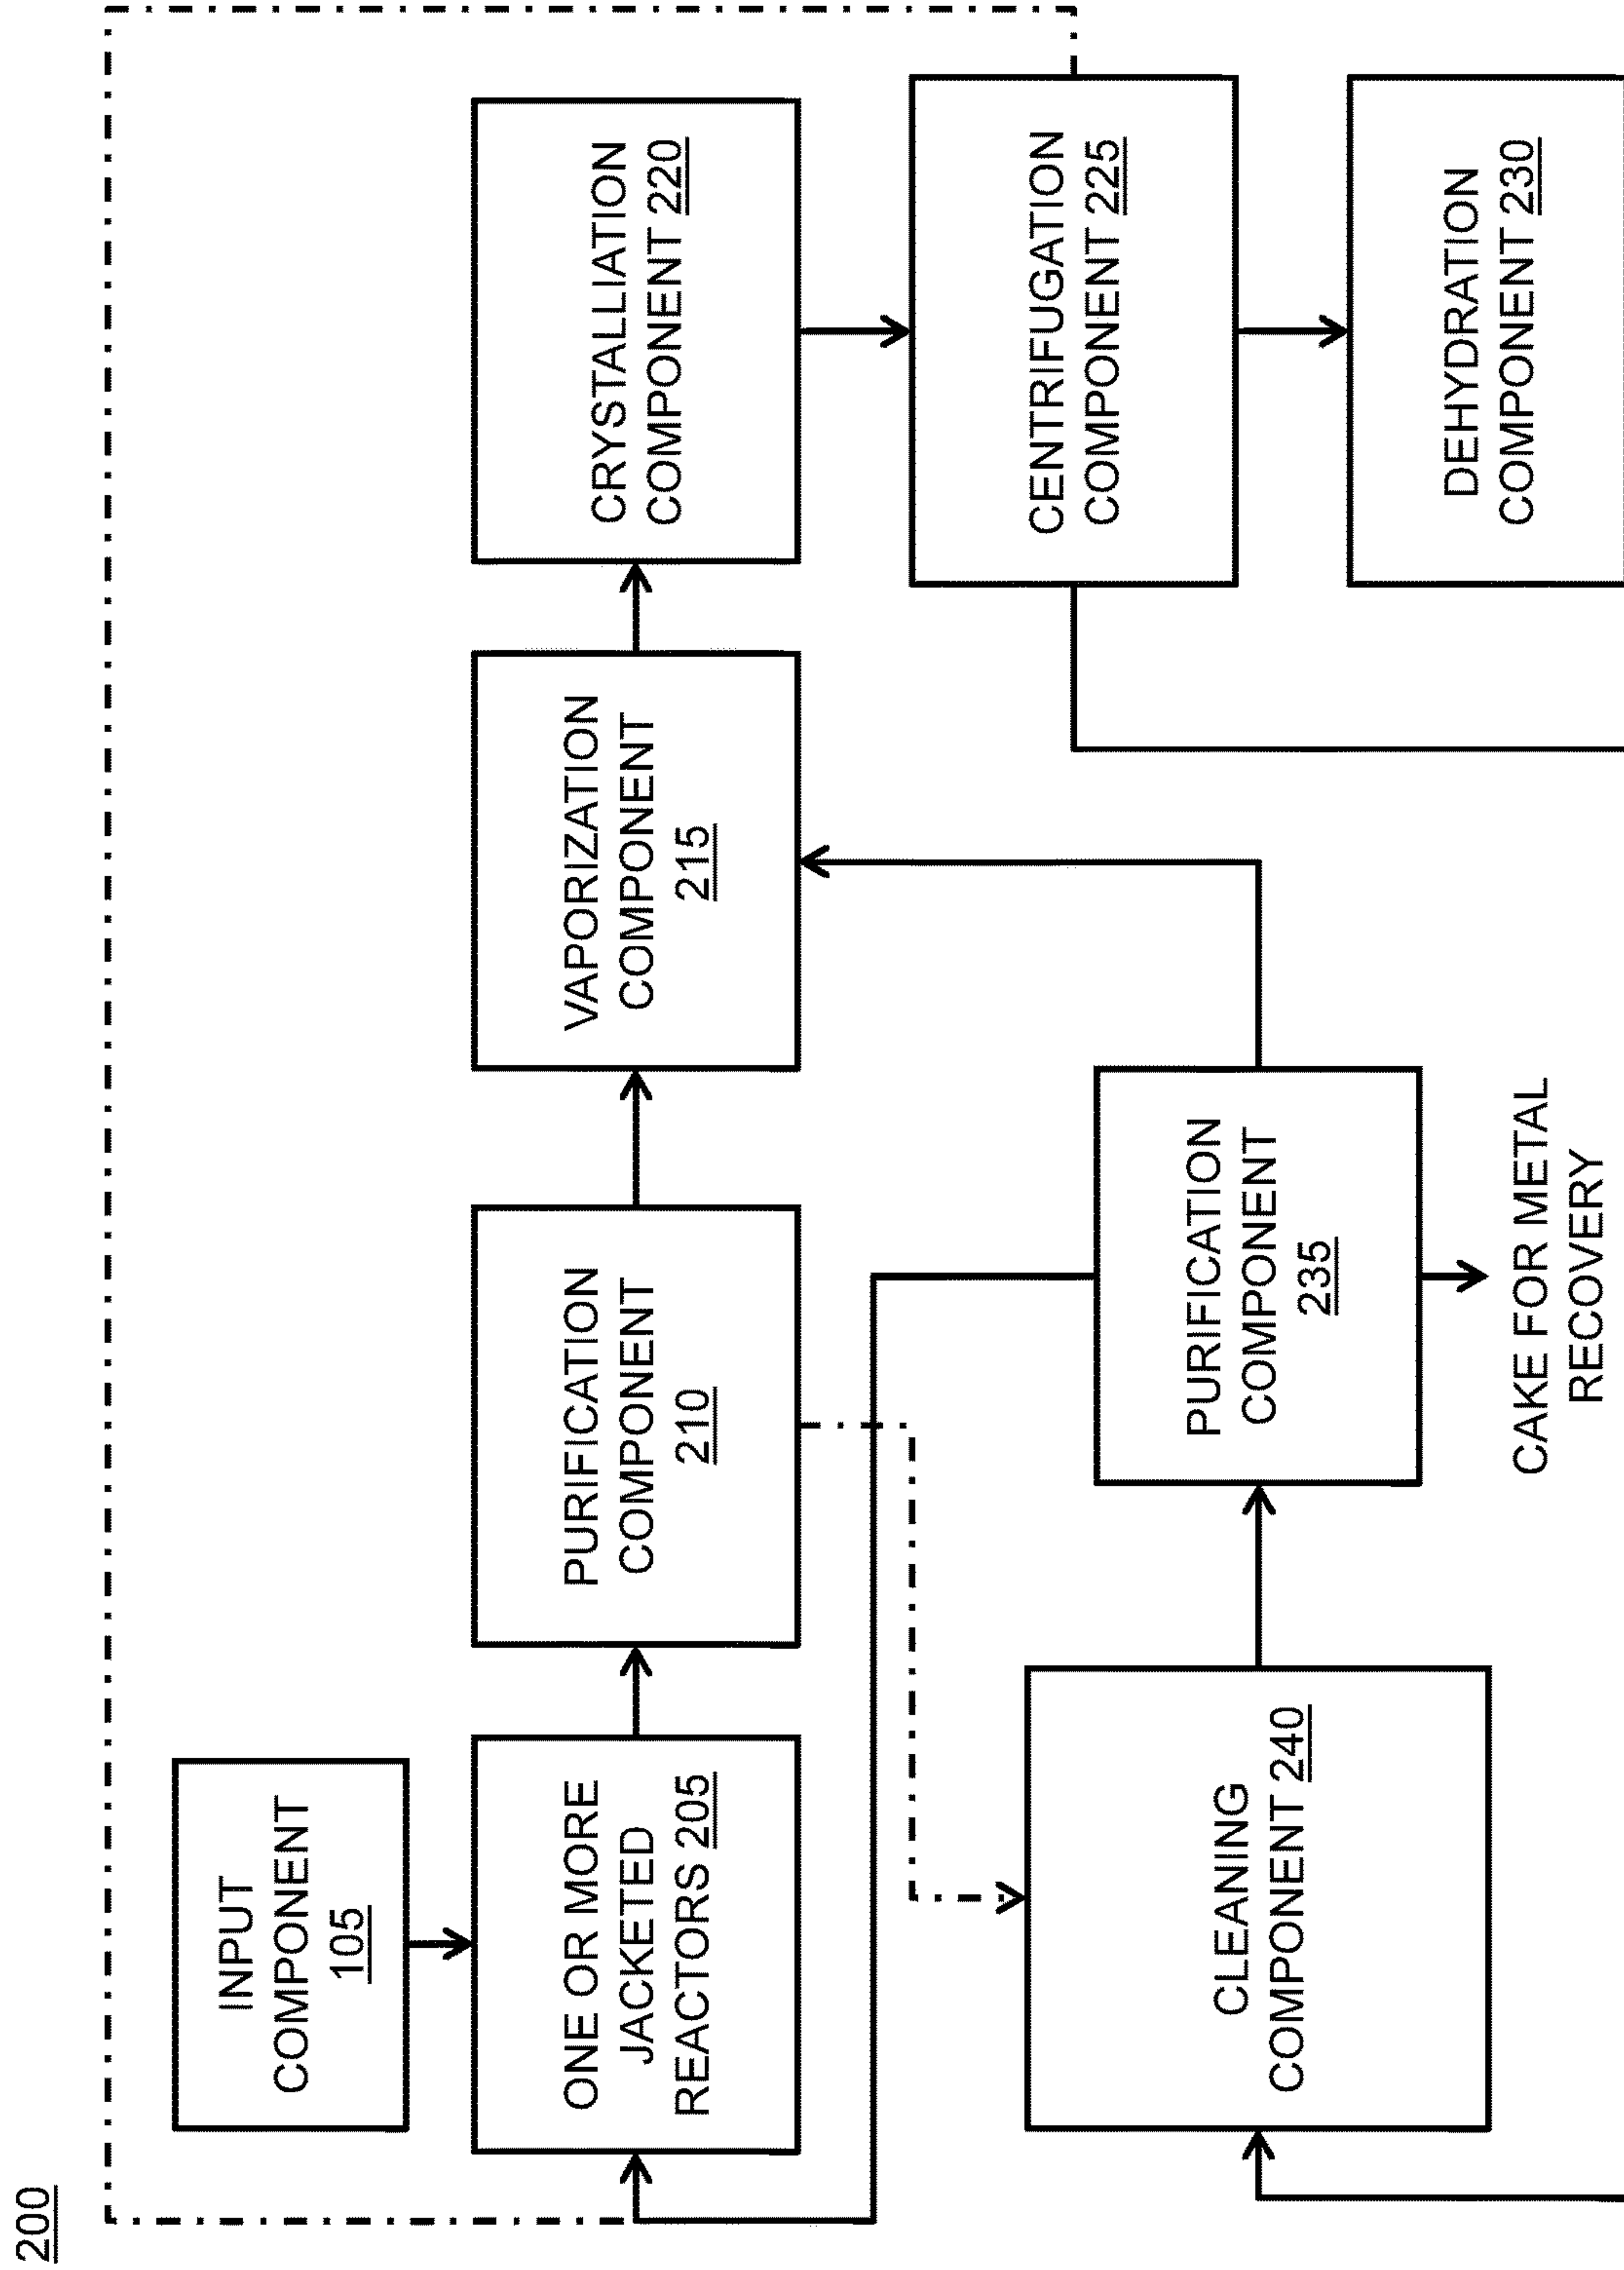 200
INPUT
COMPONENT
105
ONE OR MORE
JACKETED
REACTORS 205
PURIFICATION
COMPONENT
210
VAPORIZATION
COMPONENT
215
CRYSTALLIATION
COMPONENT 220
CENTRIFUGATION
COMPONENT 225
DEHYDRATION
COMPONENT 230
CLEANING
COMPONENT 240
PURIFICATION
COMPONENT
235
CAKE FOR METAL
RECOVERY